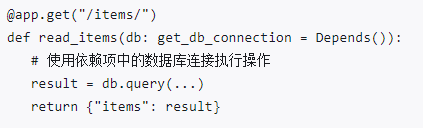 @app.get("/items/")
def read_items(db: get_db_connection = Depends()):
    # 使用依赖项中的数据库连接执行操作
    result = db.query(...)
    return {"items": result}